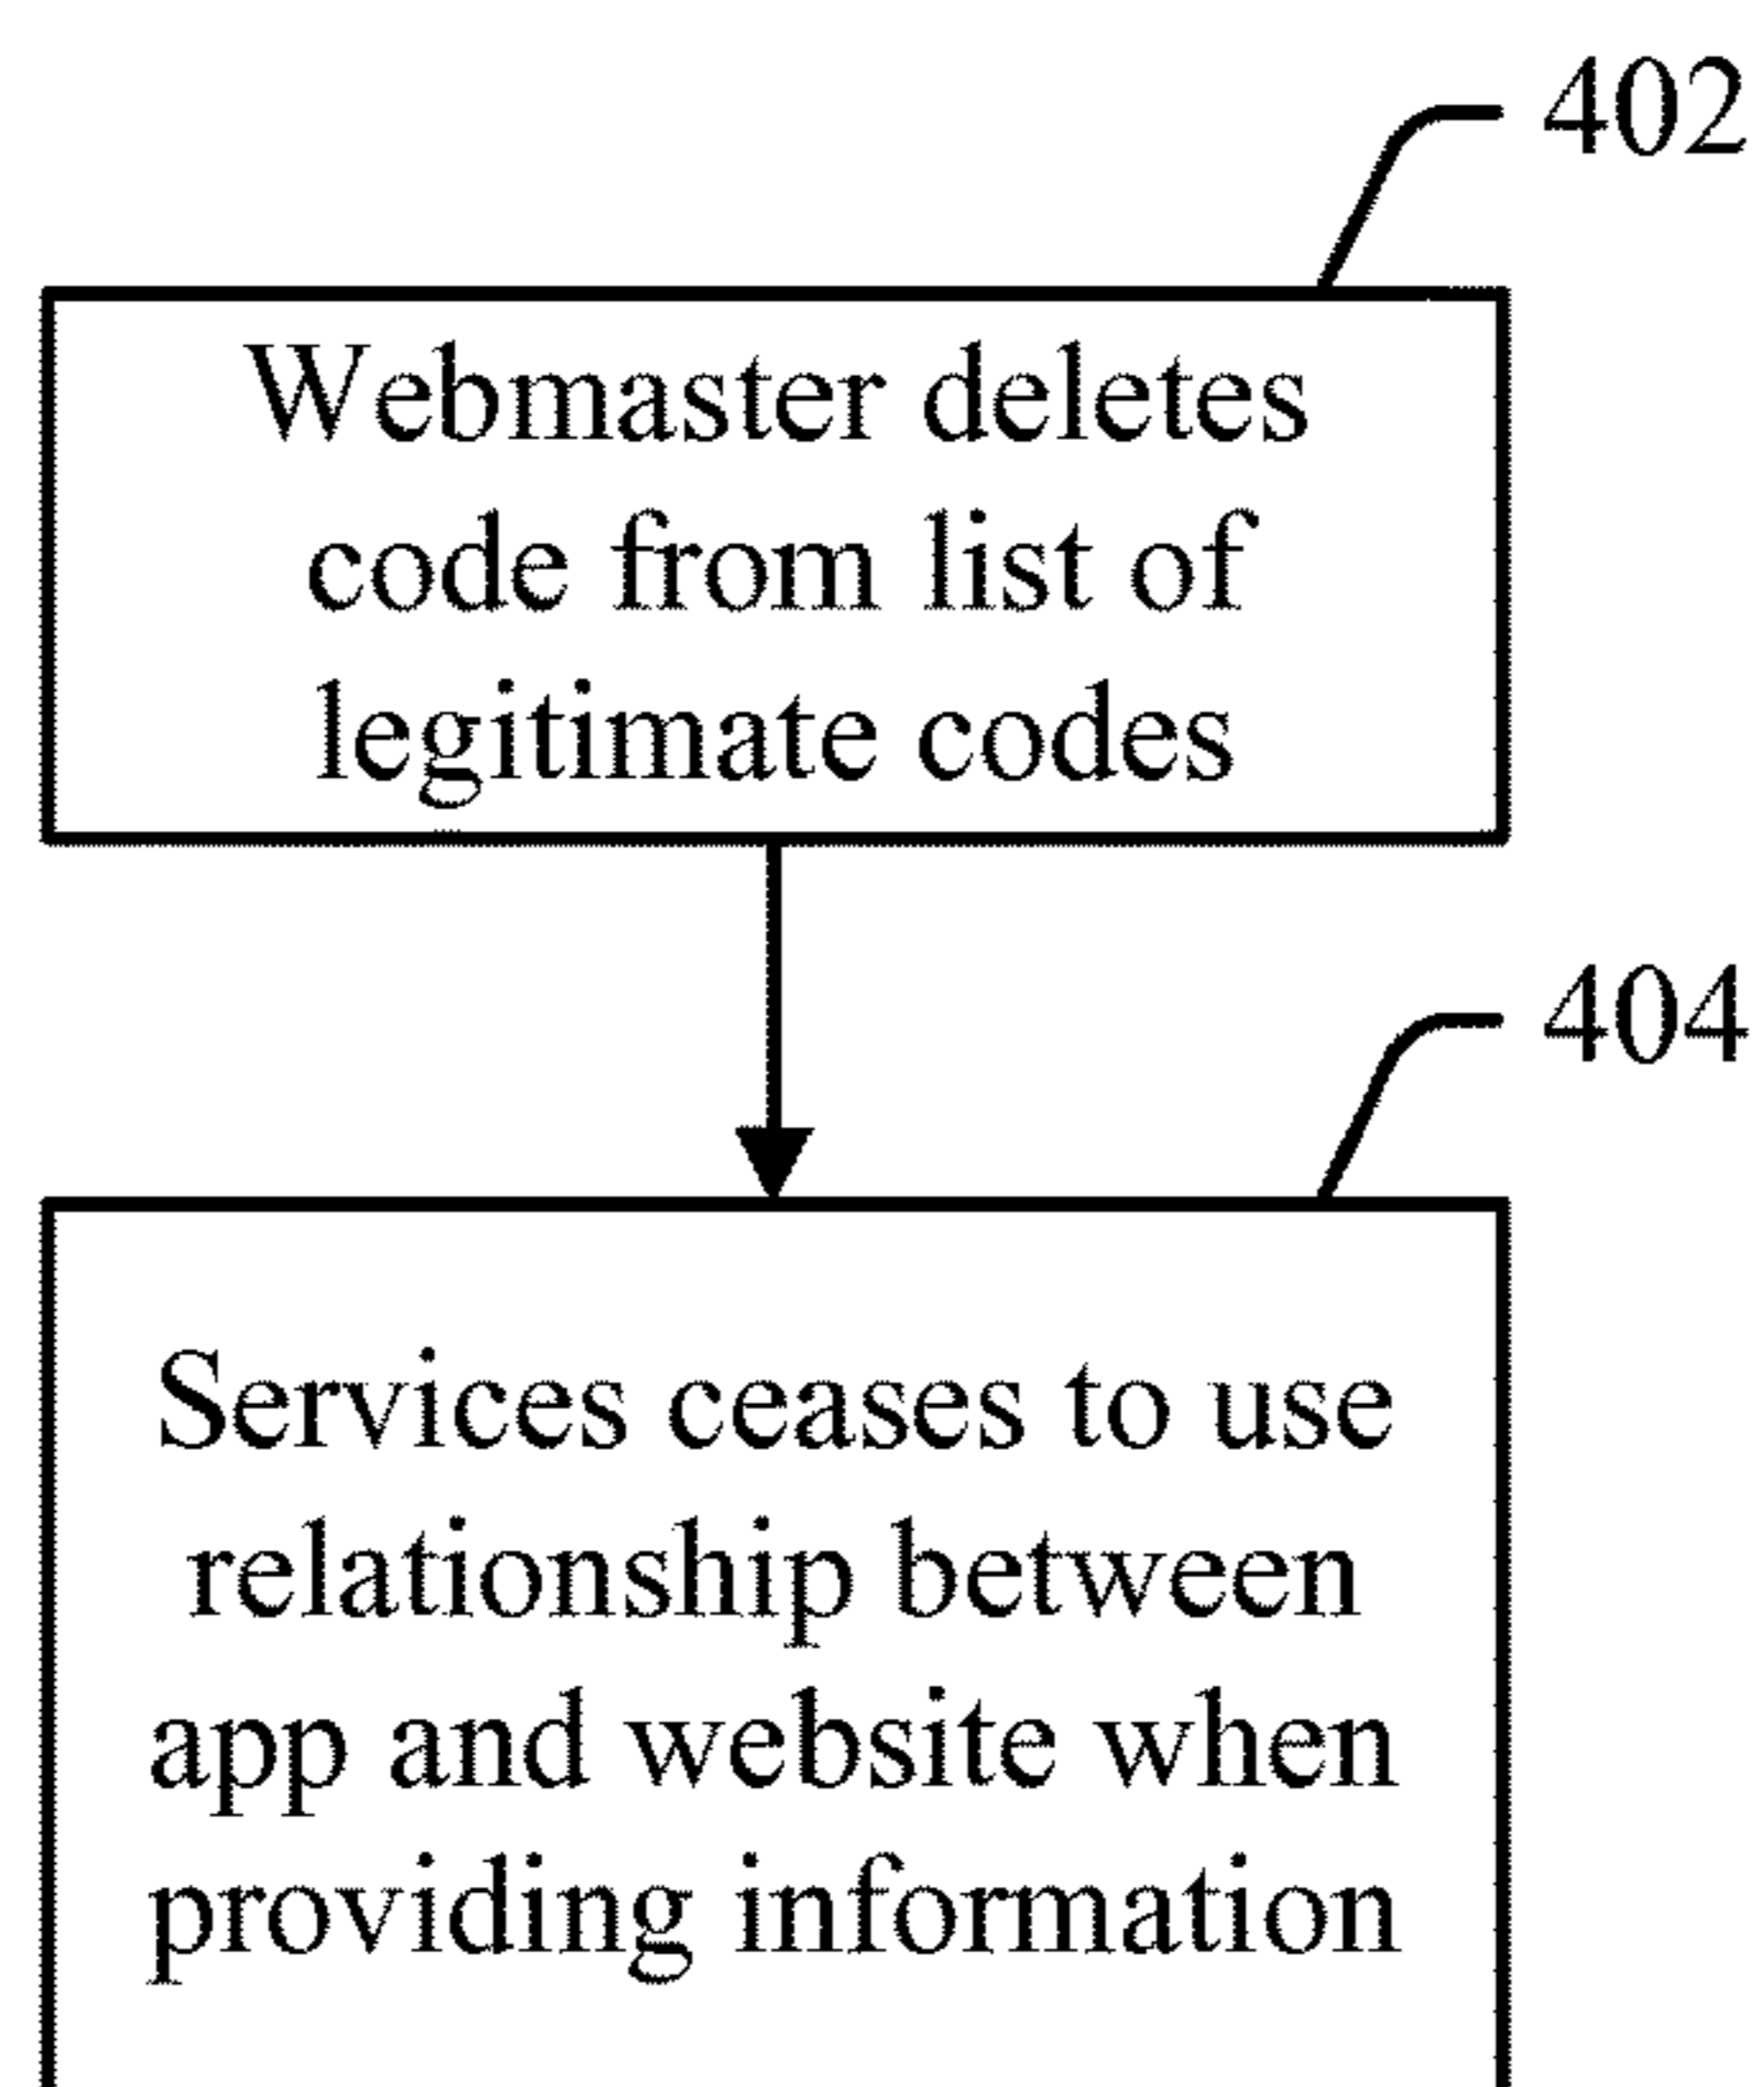 402
Webmaster deletes
code from list of
legitimate codes
404
Services ceases to use
relationship between
app and website when
providing information